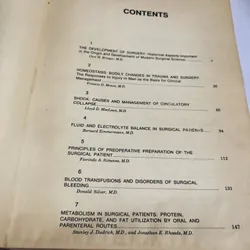 CONTENTS
1
THE DEVELOPMENT OF SURGERY: Historical Aspects Important
in the Origin and Development of Modern Surgical Science
2
HOMEOSTASIS: BODILY CHANGES IN TRAUMA AND SURGERY
The Responses to Injury in Man as the Basis for Clinical
Management
Francis D. Moore, M.D.
3
SHOCK: CAUSES AND MANAGEMENT OF CIRCULATORY
COLLAPSE
Lloyd D. MacLean, M.D.
4
FLUID AND ELECTROLYTE BALANCE IN SURGICAL PATIENTS
Bernard Zimmermann, M.D.
5
PRINCIPLES OF PREOPERATIVE PREPARATION OF THE
SURGICAL PATIENT 112
M.D.
6
BLOOD TRANSFUSIONS AND DISORDERS OF SURGICAL
BLEEDING
Donald Silver, M.D.
7
METABOLISM IN SURGICAL PATIENTS: PROTEIN,
CARBOHYDRATE, AND FAT UTILIZATION BY ORAL AND
PARENTERAL ROUTES
Stanley J. Dudrick, M.D., and Jonathan E. Rhoads, M.D.